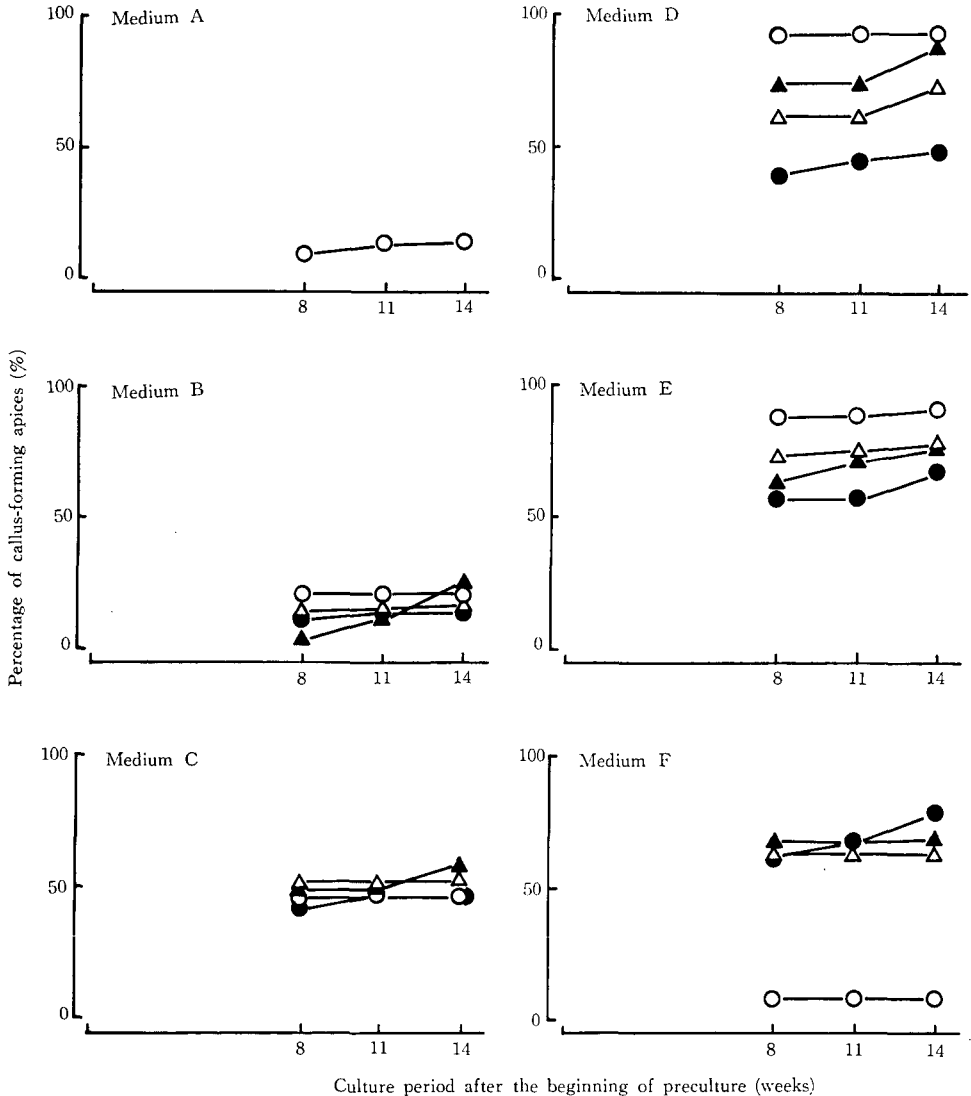 Percentage of callus-forming apices (%)
Medium A
100
50
0
8 11 14
Medium D
100
50
0
8 11 14
Medium B
100
50
0
8 11 14
Medium E
100
50
0
8 11 14
Medium C
100
50
0
8 11 14
Medium F
100
50
0
8 11 14
Culture period after the beginning of preculture (weeks)